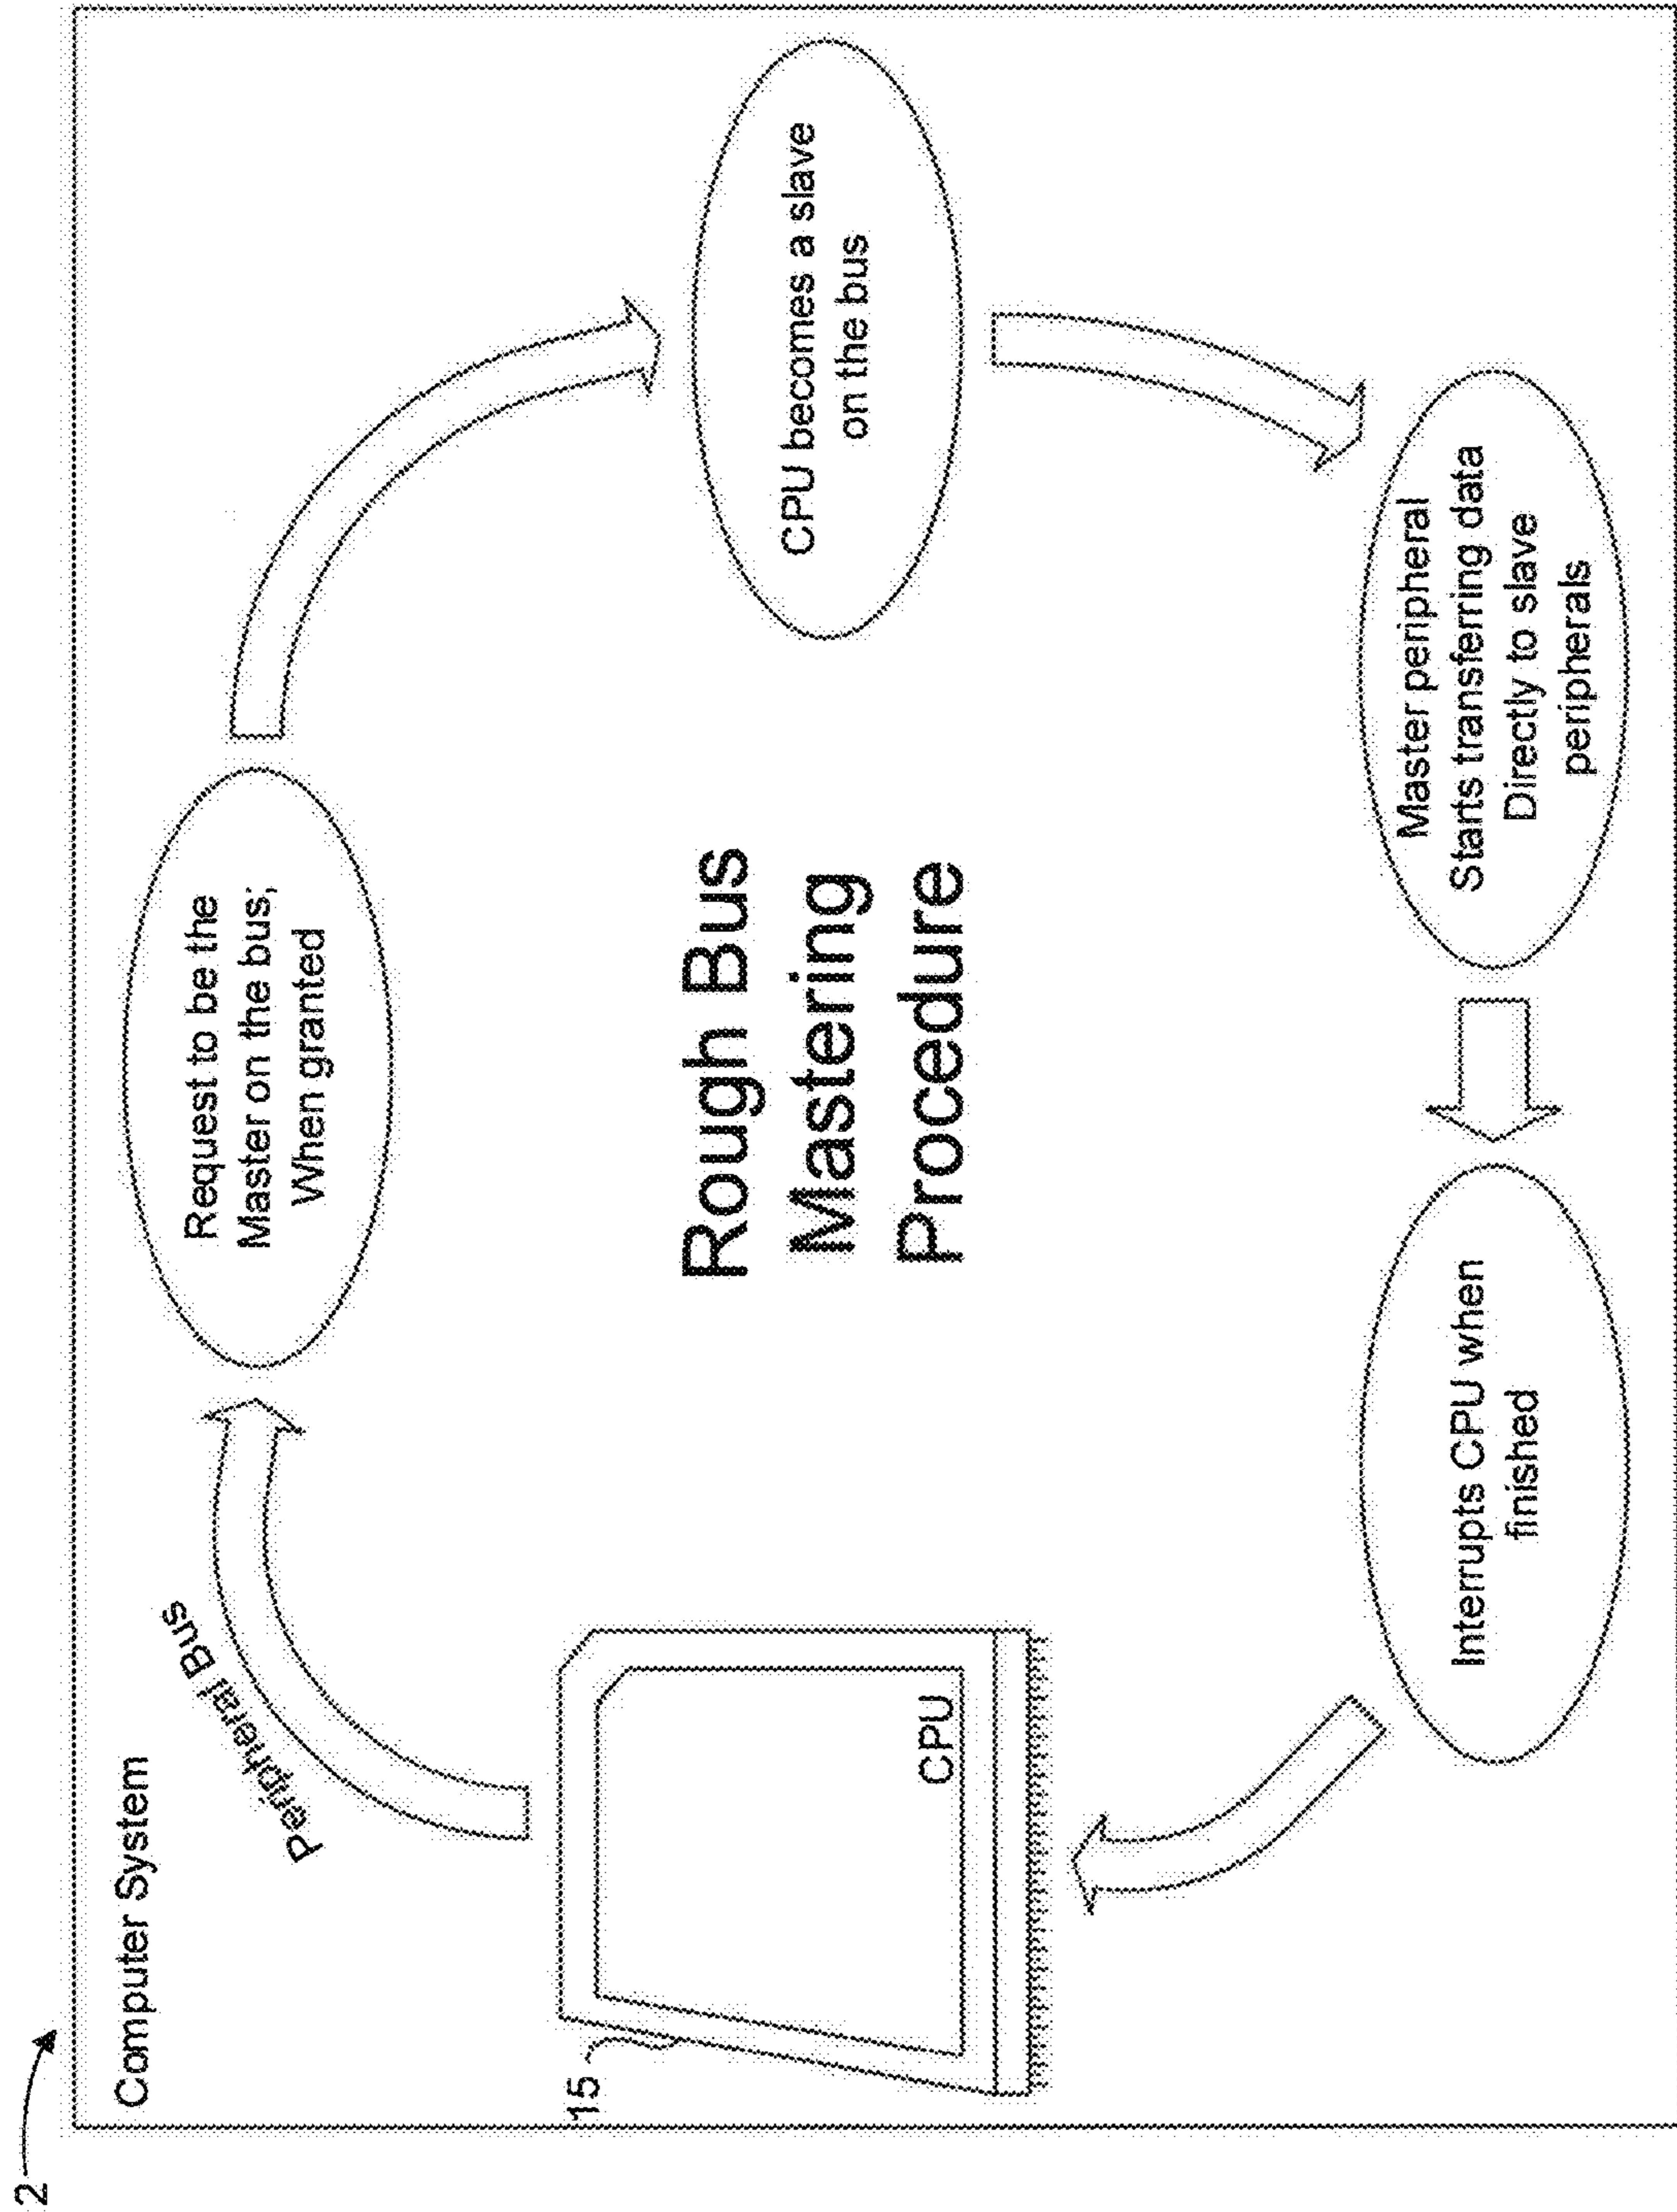 2
Computer System
Peripheral Bus
Request to be the
Master on the bus;
When granted
15
CPU
Rough Bus
Mastering
Procedure
CPU becomes a slave
on the bus
Interrupts CPU when
finished
Master peripheral
Starts transferring data
Directly to slave
peripherals